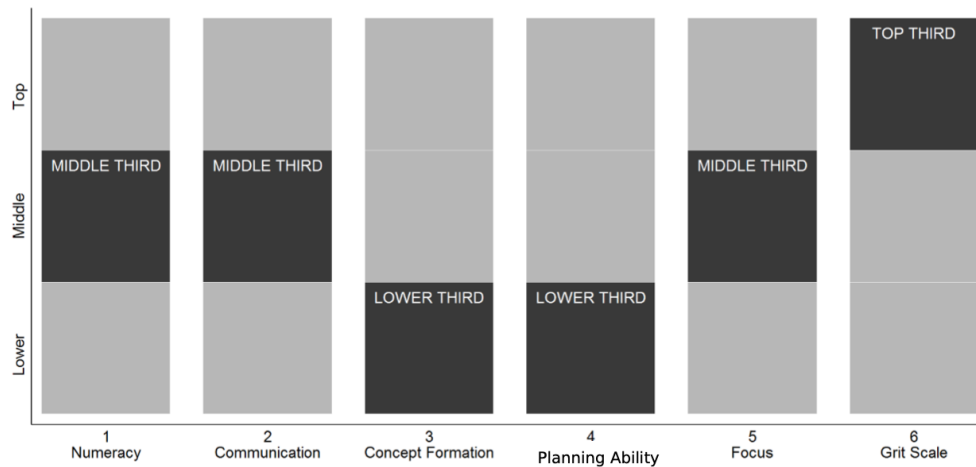 Top
Middle
Lower
TOP THIRD
MIDDLE THIRD
MIDDLE THIRD
MIDDLE THIRD
LOWER THIRD
LOWER THIRD
1
Numeracy
2
Communication
3
Concept Formation
4
Planning Ability
5
Focus
6
Grit Scale